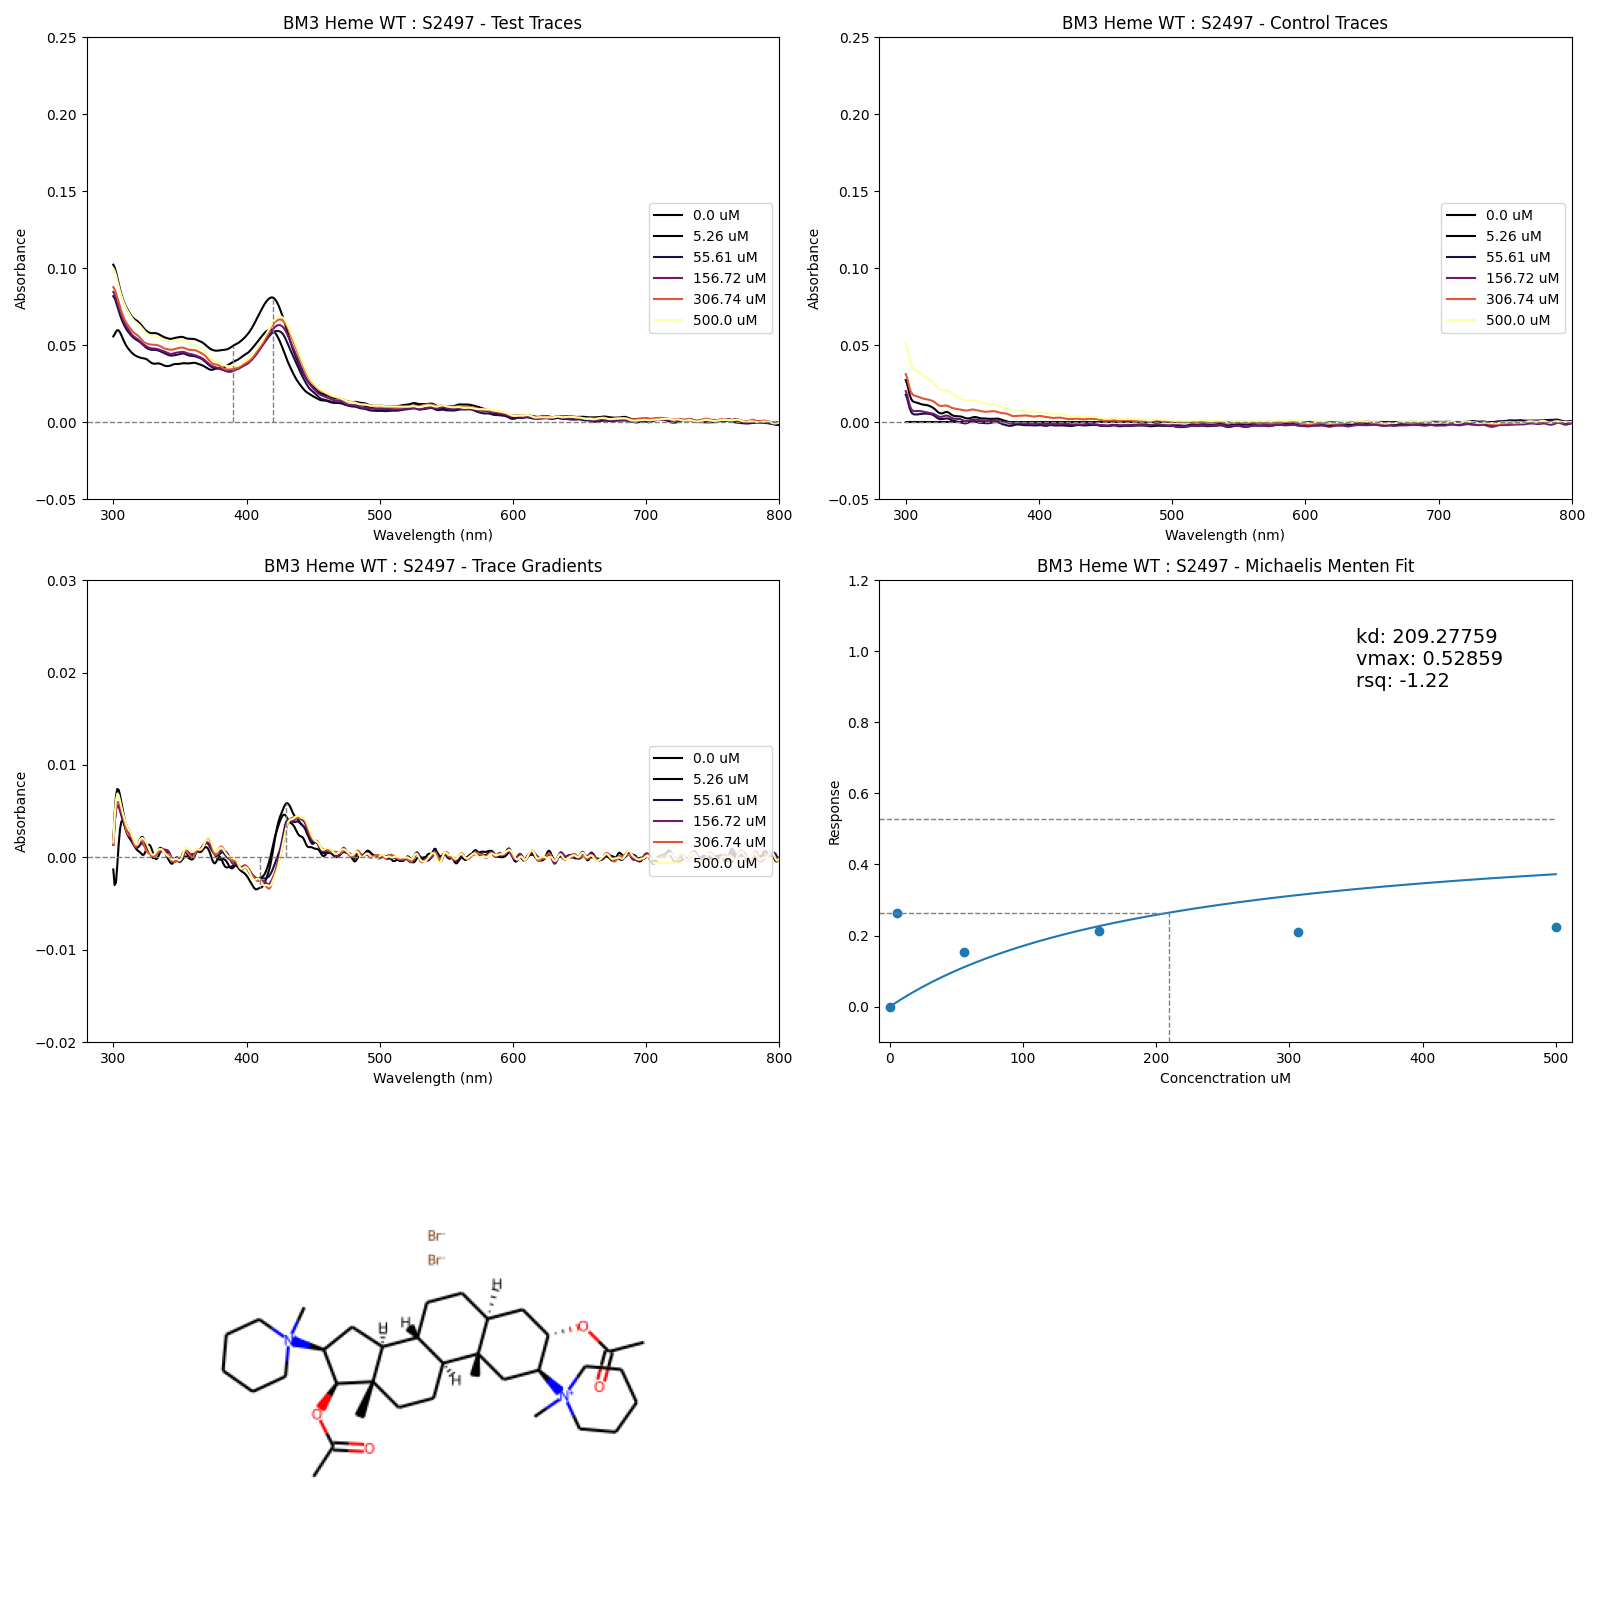 BM3 Heme WT : S2497 - Test Traces
0.25
0.20
0.15
0.10
0.05
0.00
−0.05
Absorbance
300 400 500 600 700 800
Wavelength (nm)
0.0 uM
5.26 uM
55.61 uM
156.72 uM
306.74 uM
500.0 uM
BM3 Heme WT : S2497 - Control Traces
0.25
0.20
0.15
0.10
0.05
0.00
−0.05
Absorbance
300 400 500 600 700 800
Wavelength (nm)
0.0 uM
5.26 uM
55.61 uM
156.72 uM
306.74 uM
500.0 uM
BM3 Heme WT : S2497 - Trace Gradients
0.03
0.02
0.01
0.00
−0.01
−0.02
Absorbance
300 400 500 600 700 800
Wavelength (nm)
0.0 uM
5.26 uM
55.61 uM
156.72 uM
306.74 uM
500.0 uM
BM3 Heme WT : S2497 - Michaelis Menten Fit
1.2
1.0
0.8
0.6
0.4
0.2
0.0
Response
0 100 200 300 400 500
Concenctration uM
kd: 209.27759
vmax: 0.52859
rsq: -1.22
Br⁻
Br⁻
H
H
H
O
N
H
O
N⁺
O
O